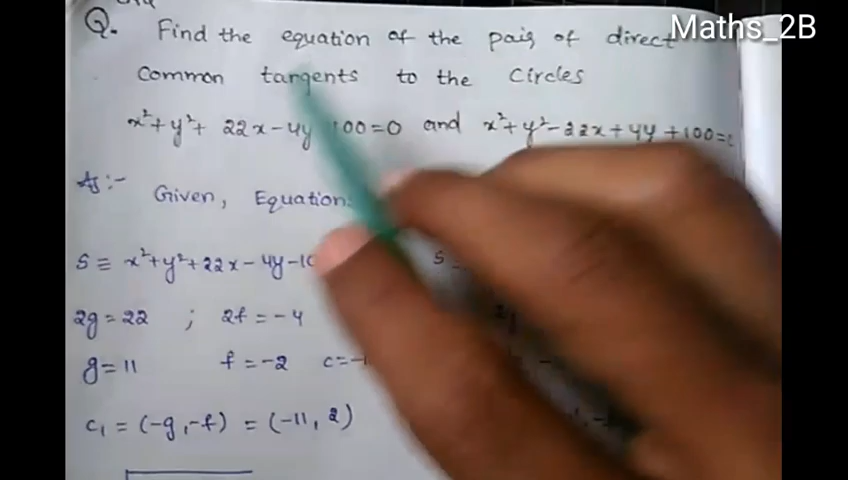 Maths_2B
Q. Find the equation of the pair of direct
common tangents to the circles
x²+y²+ 22x-4y 100=0 and x²+y²-22x+4y+100=
Given, Equation
S ≡ x²+y²+22x-4y-10 S
2g=22 ; 2f=-4
g=11 f=-2 c=-1
C₁ = (-g,-f) = (-11, 2)